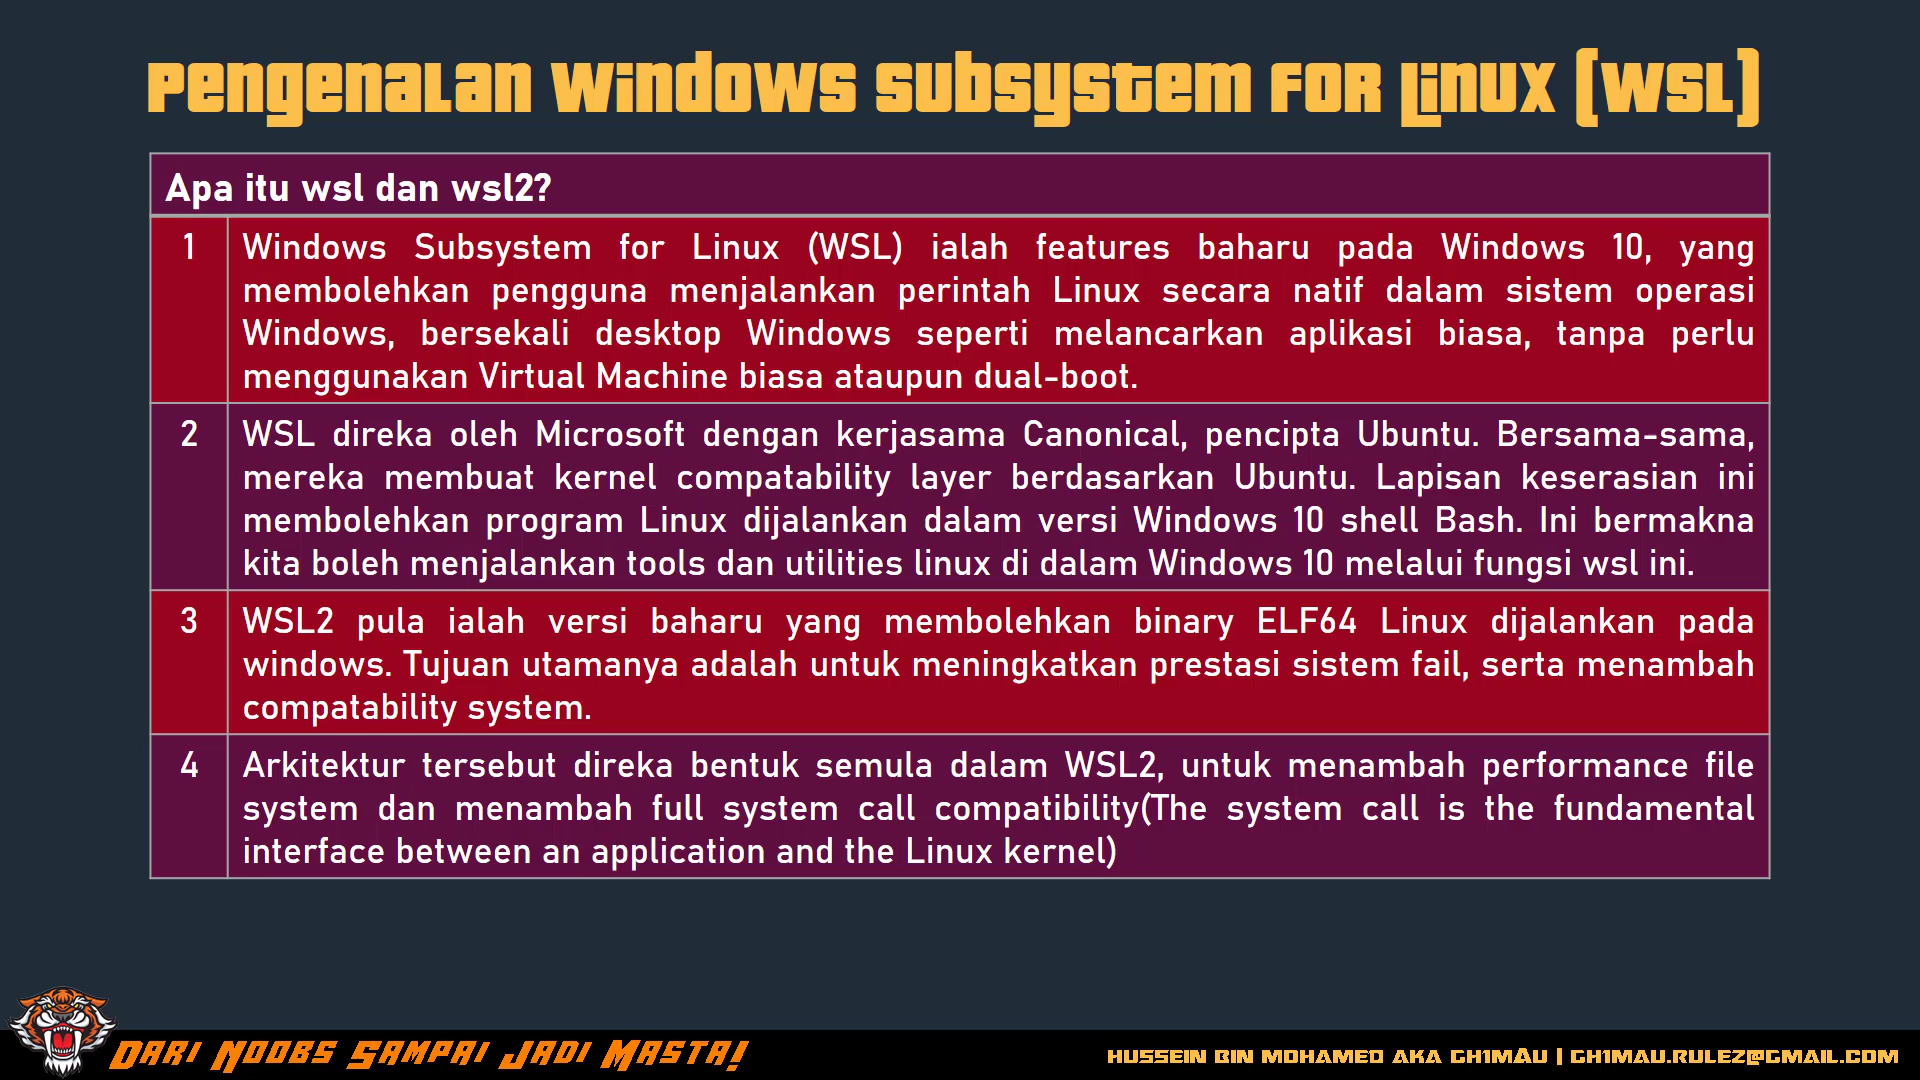 Pengenalan Windows Subsystem for Linux (WSL)
Apa itu wsl dan wsl2?
1
Windows Subsystem for Linux (WSL) ialah features baharu pada Windows 10, yang
membolehkan pengguna menjalankan perintah Linux secara natif dalam sistem operasi
Windows, bersekali desktop Windows seperti melancarkan aplikasi biasa, tanpa perlu
menggunakan Virtual Machine biasa ataupun dual-boot.
2
WSL direka oleh Microsoft dengan kerjasama Canonical, pencipta Ubuntu. Bersama-sama,
mereka membuat kernel compatability layer berdasarkan Ubuntu. Lapisan keserasian ini
membolehkan program Linux dijalankan dalam versi Windows 10 shell Bash. Ini bermakna
kita boleh menjalankan tools dan utilities linux di dalam Windows 10 melalui fungsi wsl ini.
3
WSL2 pula ialah versi baharu yang membolehkan binary ELF64 Linux dijalankan pada
windows. Tujuan utamanya adalah untuk meningkatkan prestasi sistem fail, serta menambah
compatability system.
4
Arkitektur tersebut direka bentuk semula dalam WSL2, untuk menambah performance file
system dan menambah full system call compatibility(The system call is the fundamental
interface between an application and the Linux kernel)
Dari Noobs Sampai Jadi Masta!
HUSSEIN BIN MOHAMED AKA GH1MAU | GH1MAU.RULEZ@GMAIL.COM